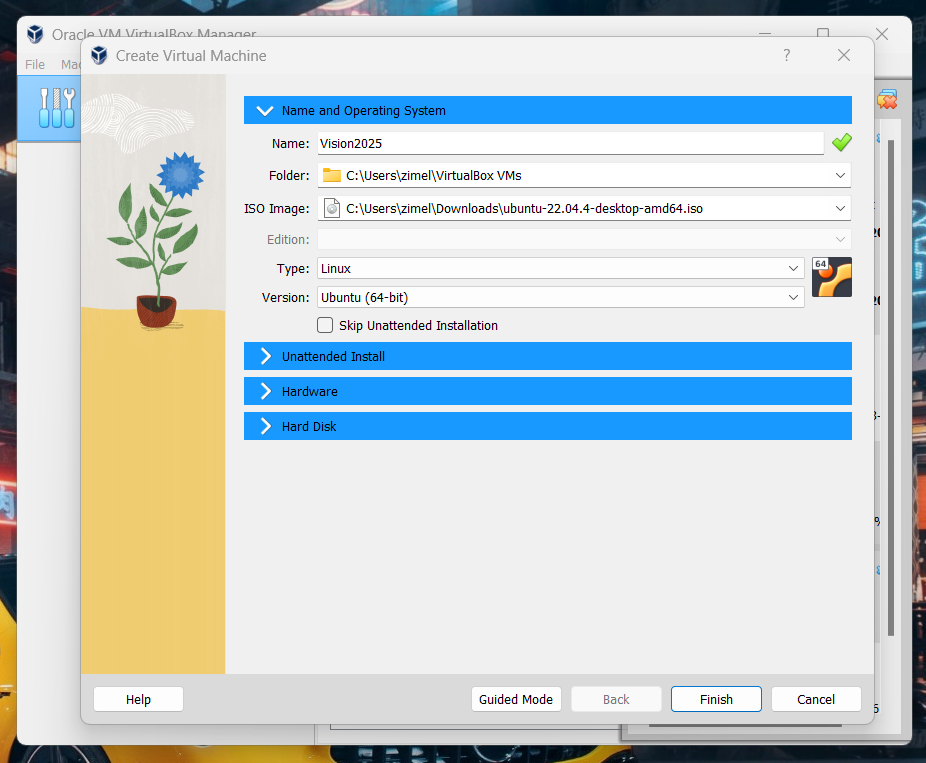 Oracle VM VirtualBox Manager
Create Virtual Machine
?
File
Name and Operating System
Name: Vision2025
Folder: C:\Users\zimel\VirtualBox VMs
ISO Image: C:\Users\zimel\Downloads\ubuntu-22.04.4-desktop-amd64.iso
Edition:
Type: Linux
64
Version: Ubuntu (64-bit)
Skip Unattended Installation
Unattended Install
Hardware
Hard Disk
Help
Guided Mode
Back
Finish
Cancel